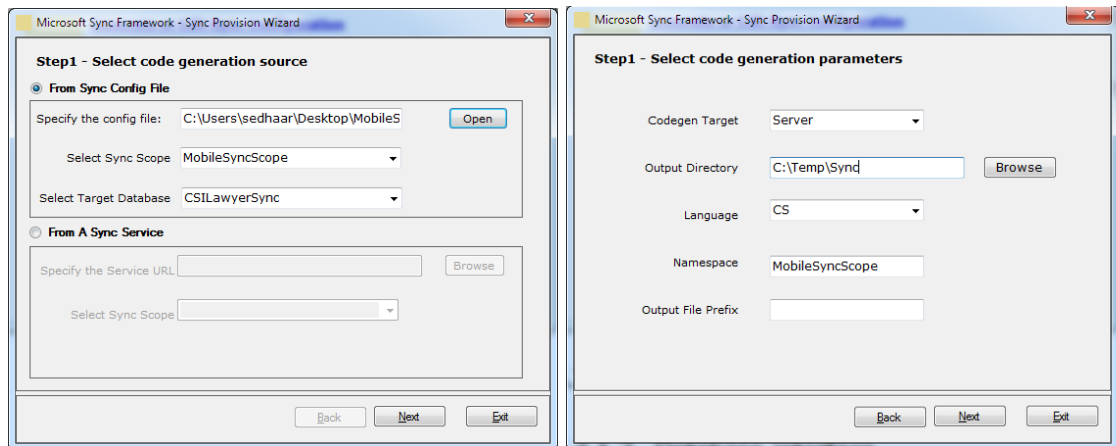 Microsoft Sync Framework - Sync Provision Wizard
Step1 - Select code generation source
From Sync Config File
Specify the config file: C:\Users\sedhaar\Desktop\MobileS Open
Select Sync Scope MobileSyncScope
Select Target Database CSILawyerSync
From A Sync Service
Specify the Service URL Browse
Select Sync Scope
Back Next Exit
Microsoft Sync Framework - Sync Provision Wizard
Step1 - Select code generation parameters
Codegen Target Server
Output Directory C:\Temp\Sync Browse
Language CS
Namespace MobileSyncScope
Output File Prefix
Back Next Exit